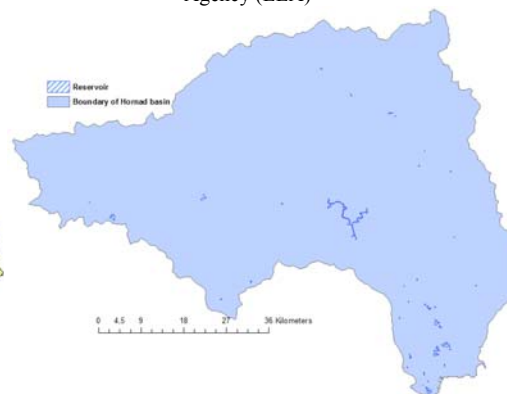 Agency (EEA)
Reservoir
Boundary of Hornad basin
0 4.5 9 18 27 36 Kilometers